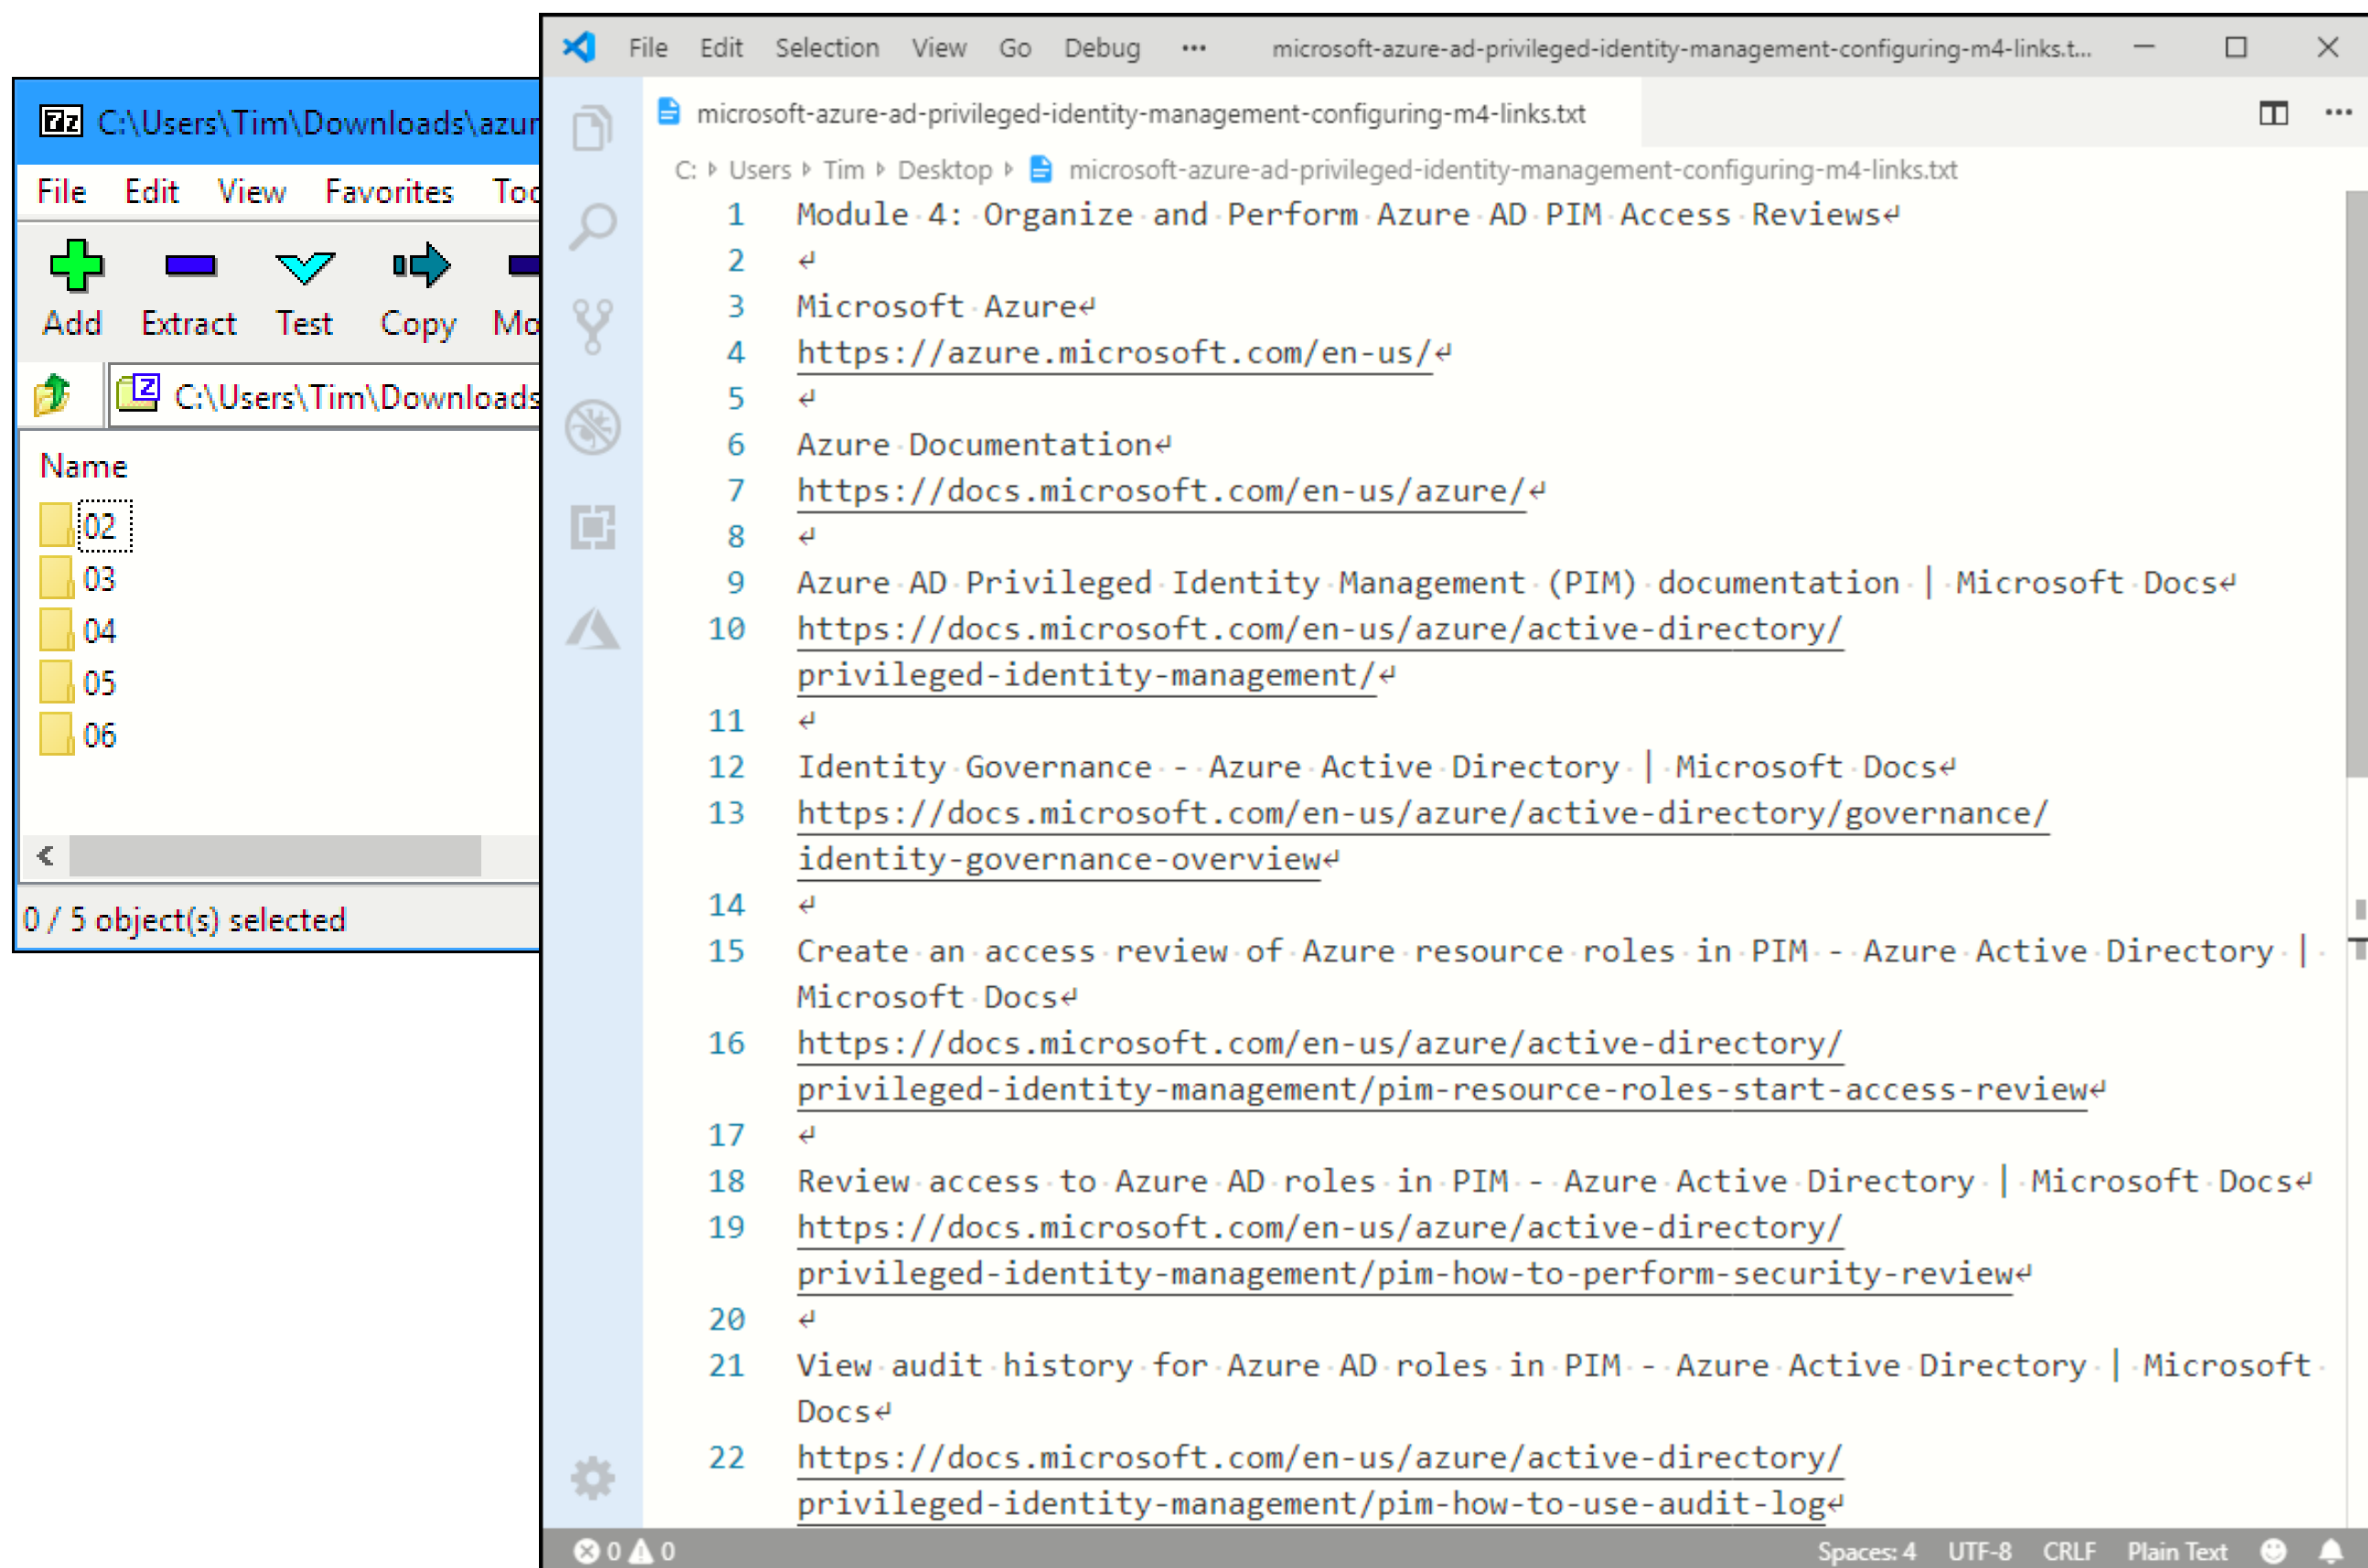 C:\Users\Tim\Downloads\azur
File Edit View Favorites Too
Add Extract Test Copy Mo
C:\Users\Tim\Downloads
Name
02
03
04
05
06
0 / 5 object(s) selected
File Edit Selection View Go Debug ··· microsoft-azure-ad-privileged-identity-management-configuring-m4-links.t...
microsoft-azure-ad-privileged-identity-management-configuring-m4-links.txt
C: Users Tim Desktop microsoft-azure-ad-privileged-identity-management-configuring-m4-links.txt
1 Module 4: Organize and Perform Azure AD PIM Access Reviews
2
3 Microsoft Azure
4 https://azure.microsoft.com/en-us/
5
6 Azure Documentation
7 https://docs.microsoft.com/en-us/azure/
8
9 Azure AD Privileged Identity Management (PIM) documentation | Microsoft Docs
10 https://docs.microsoft.com/en-us/azure/active-directory/
privileged-identity-management/
11
12 Identity Governance - Azure Active Directory | Microsoft Docs
13 https://docs.microsoft.com/en-us/azure/active-directory/governance/
identity-governance-overview
14
15 Create an access review of Azure resource roles in PIM - Azure Active Directory |
Microsoft Docs
16 https://docs.microsoft.com/en-us/azure/active-directory/
privileged-identity-management/pim-resource-roles-start-access-review
17
18 Review access to Azure AD roles in PIM - Azure Active Directory | Microsoft Docs
19 https://docs.microsoft.com/en-us/azure/active-directory/
privileged-identity-management/pim-how-to-perform-security-review
20
21 View audit history for Azure AD roles in PIM - Azure Active Directory | Microsoft
Docs
22 https://docs.microsoft.com/en-us/azure/active-directory/
privileged-identity-management/pim-how-to-use-audit-log
0 0 Spaces: 4 UTF-8 CRLF Plain Text